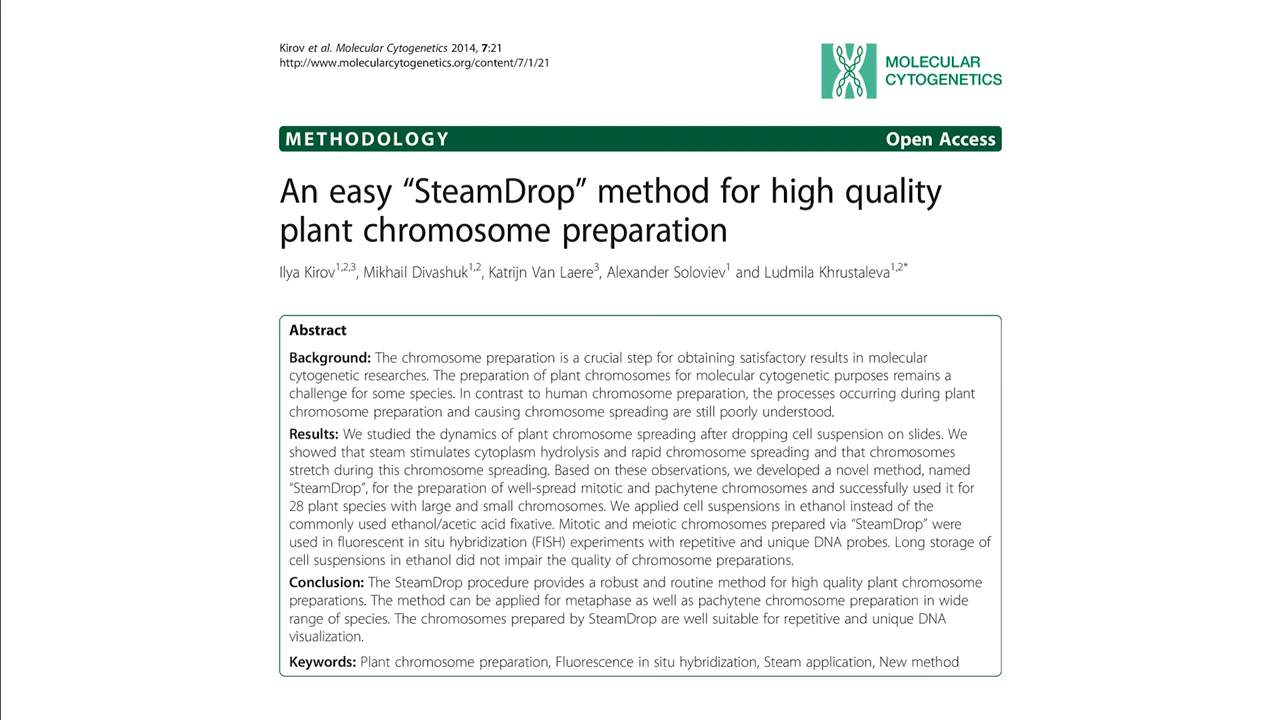 Kirov et al. Molecular Cytogenetics 2014, 7:21
http://www.molecularcytogenetics.org/content/7/1/21
MOLECULAR
CYTOGENETICS
METHODOLOGY Open Access
An easy “SteamDrop” method for high quality
plant chromosome preparation
Ilya Kirov1,2,3, Mikhail Divashuk1,2, Katrijn Van Laere3, Alexander Soloviev1 and Ludmila Khrustaleva1,2*
Abstract
Background: The chromosome preparation is a crucial step for obtaining satisfactory results in molecular
cytogenetic researches. The preparation of plant chromosomes for molecular cytogenetic purposes remains a
challenge for some species. In contrast to human chromosome preparation, the processes occurring during plant
chromosome preparation and causing chromosome spreading are still poorly understood.
Results: We studied the dynamics of plant chromosome spreading after dropping cell suspension on slides. We
showed that steam stimulates cytoplasm hydrolysis and rapid chromosome spreading and that chromosomes
stretch during this chromosome spreading. Based on these observations, we developed a novel method, named
“SteamDrop”, for the preparation of well-spread mitotic and pachytene chromosomes and successfully used it for
28 plant species with large and small chromosomes. We applied cell suspensions in ethanol instead of the
commonly used ethanol/acetic acid fixative. Mitotic and meiotic chromosomes prepared via “SteamDrop” were
used in fluorescent in situ hybridization (FISH) experiments with repetitive and unique DNA probes. Long storage of
cell suspensions in ethanol did not impair the quality of chromosome preparations.
Conclusion: The SteamDrop procedure provides a robust and routine method for high quality plant chromosome
preparations. The method can be applied for metaphase as well as pachytene chromosome preparation in wide
range of species. The chromosomes prepared by SteamDrop are well suitable for repetitive and unique DNA
visualization.
Keywords: Plant chromosome preparation, Fluorescence in situ hybridization, Steam application, New method